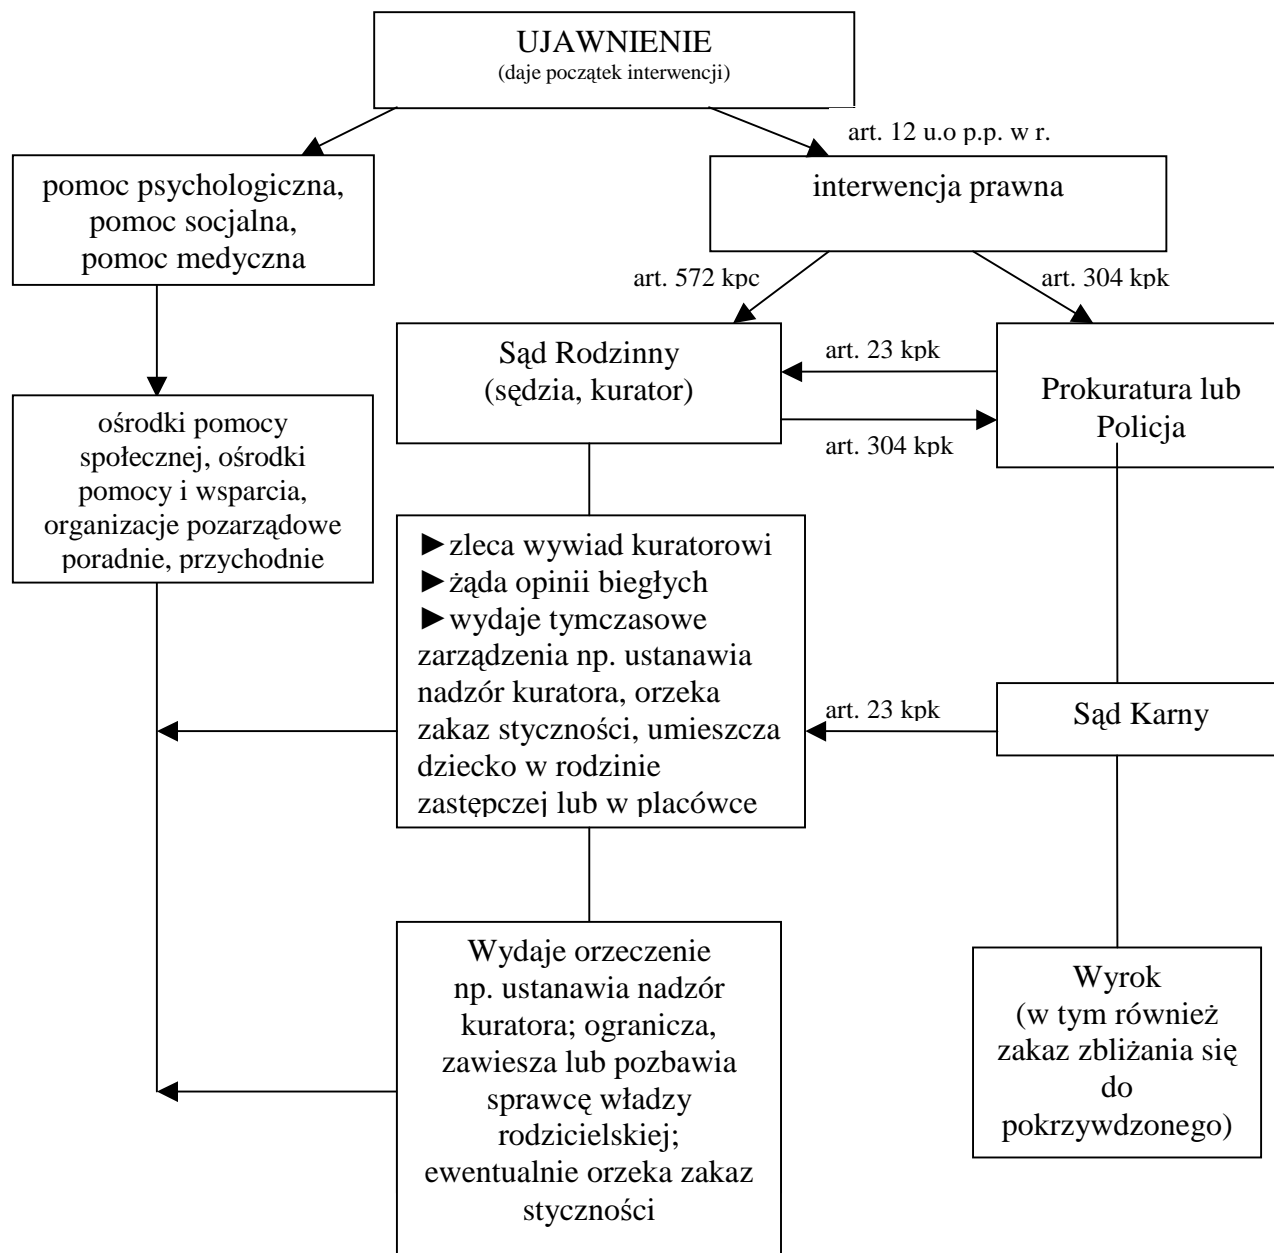 UJAWNIENIE
(daje początek interwencji)
art. 12 u.o p.p. w r.
pomoc psychologiczna,
pomoc socjalna,
pomoc medyczna
interwencja prawna
art. 572 kpc
art. 304 kpk
Sąd Rodzinny
(sędzia, kurator)
art. 23 kpk
art. 304 kpk
Prokuratura lub
Policja
ośrodki pomocy
społecznej, ośrodki
pomocy i wsparcia,
organizacje pozarządowe
poradnie, przychodnie
►zleca wywiad kuratorowi
►żąda opinii biegłych
►wydaje tymczasowe
zarządzenia np. ustanawia
nadzór kuratora, orzeka
zakaz styczności, umieszcza
dziecko w rodzinie
zastępczej lub w placówce
art. 23 kpk
Sąd Karny
Wydaje orzeczenie
np. ustanawia nadzór
kuratora; ogranicza,
zawiesza lub pozbawia
sprawcę władzy
rodzicielskiej;
ewentualnie orzeka zakaz
styczności
Wyrok
(w tym również
zakaz zbliżania się
do
pokrzywdzonego)